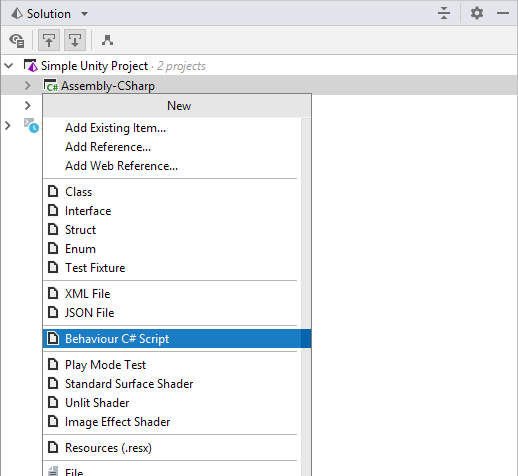 Solution
Simple Unity Project · 2 projects
C# Assembly-CSharp
New
Add Existing Item...
Add Reference...
Add Web Reference...
Class
Interface
Struct
Enum
Test Fixture
XML File
JSON File
Behaviour C# Script
Play Mode Test
Standard Surface Shader
Unlit Shader
Image Effect Shader
Resources (.resx)
File